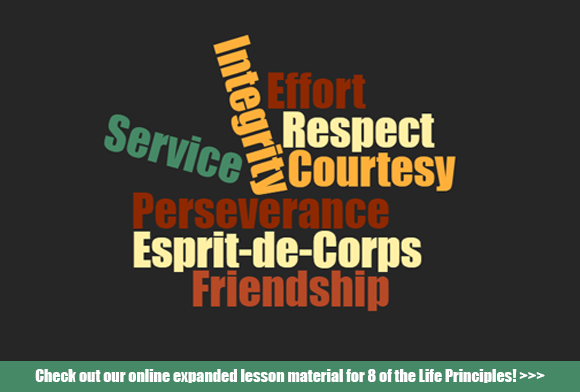 Integrity
Effort
Respect
Service
Courtesy
Perseverance
Esprit-de-Corps
Friendship
Check out our online expanded lesson material for 8 of the Life Principles! >>>